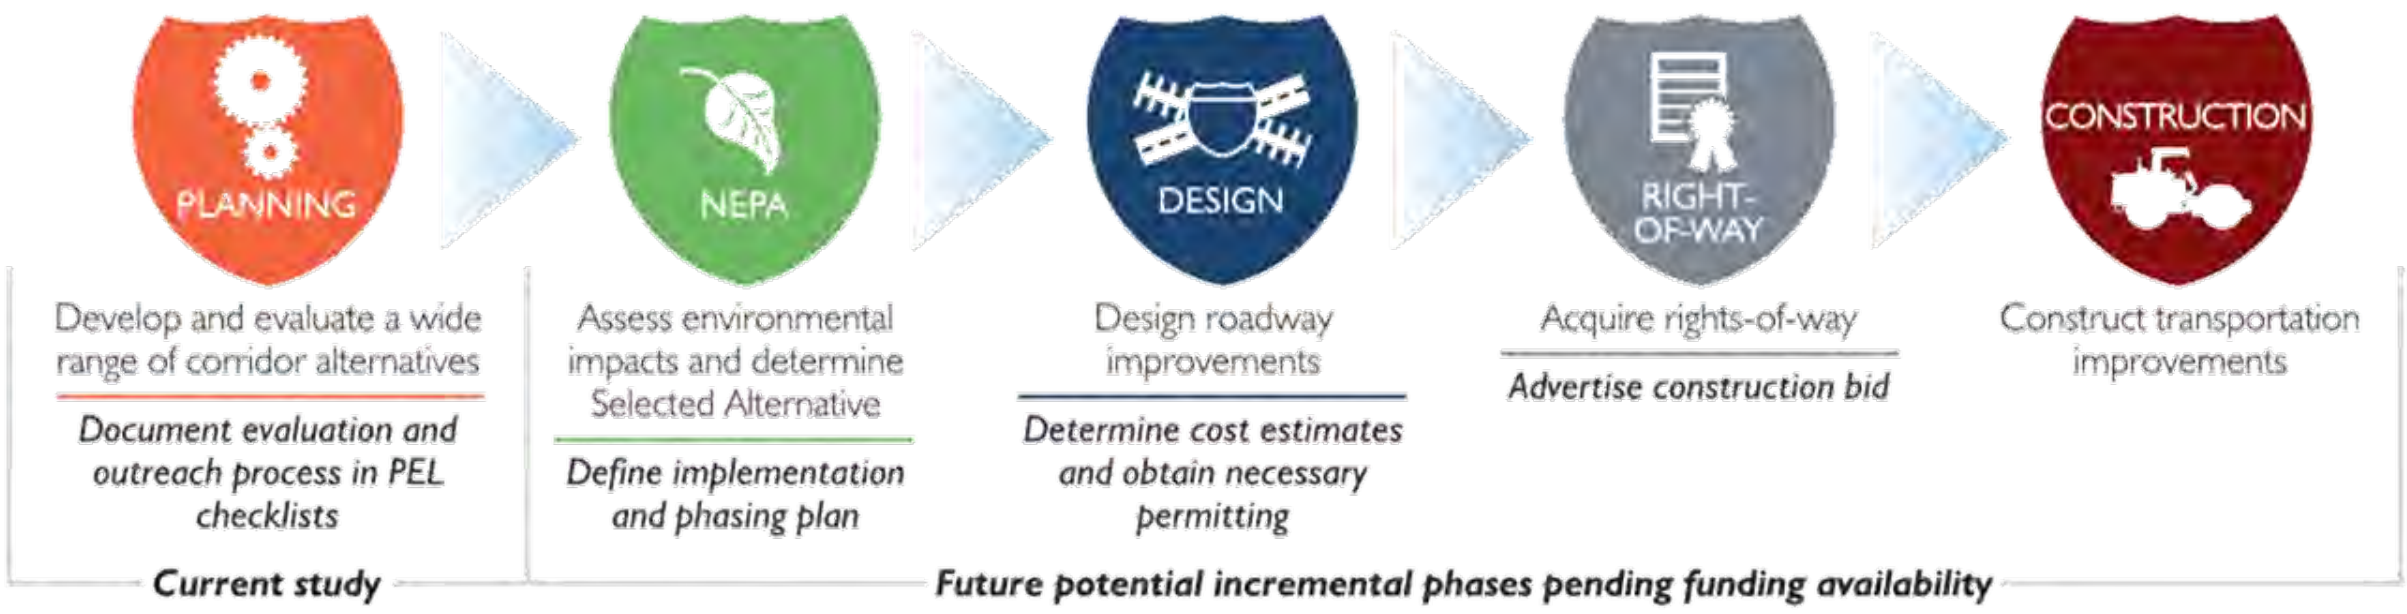 PLANNING
Develop and evaluate a wide
range of corridor alternatives
Document evaluation and
outreach process in PEL
checklists
NEPA
Assess environmental
impacts and determine
Selected Alternative
Define implementation
and phasing plan
DESIGN
Design roadway
improvements
Determine cost estimates
and obtain necessary
permitting
RIGHT-
OF-WAY
Acquire rights-of-way
Advertise construction bid
CONSTRUCTION
Construct transportation
improvements
Current study
Future potential incremental phases pending funding availability